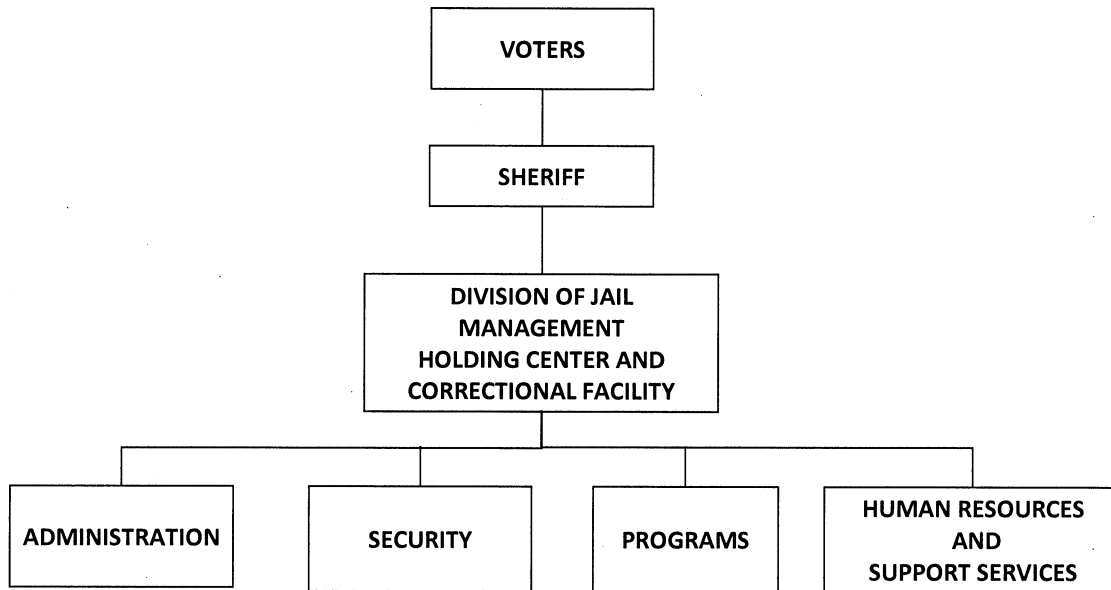 VOTERS
SHERIFF
DIVISION OF JAIL
MANAGEMENT
HOLDING CENTER AND
CORRECTIONAL FACILITY
ADMINISTRATION
SECURITY
PROGRAMS
HUMAN RESOURCES
AND
SUPPORT SERVICES